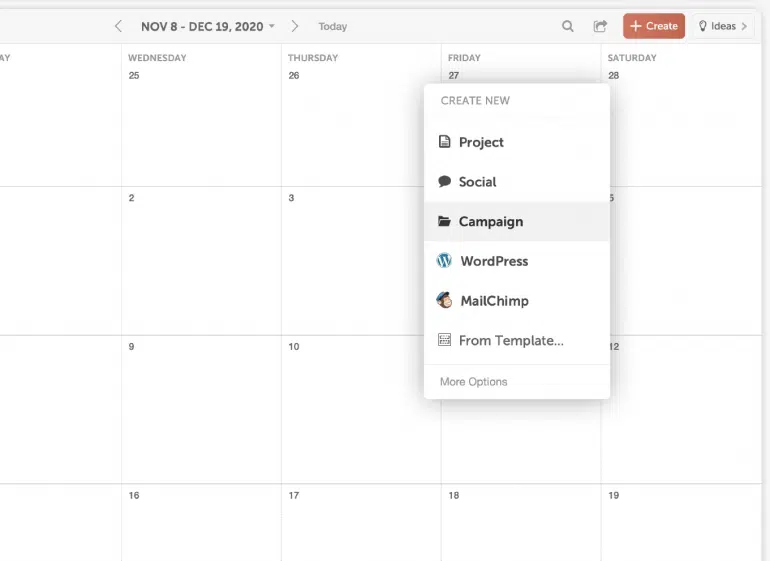 NOV 8 - DEC 19, 2020
Today
Create
Ideas
AY
WEDNESDAY
THURSDAY
FRIDAY
SATURDAY
25
26
27
28
CREATE NEW
Project
Social
Campaign
WordPress
MailChimp
From Template...
More Options
2
3
5
9
10
12
16
17
18
19